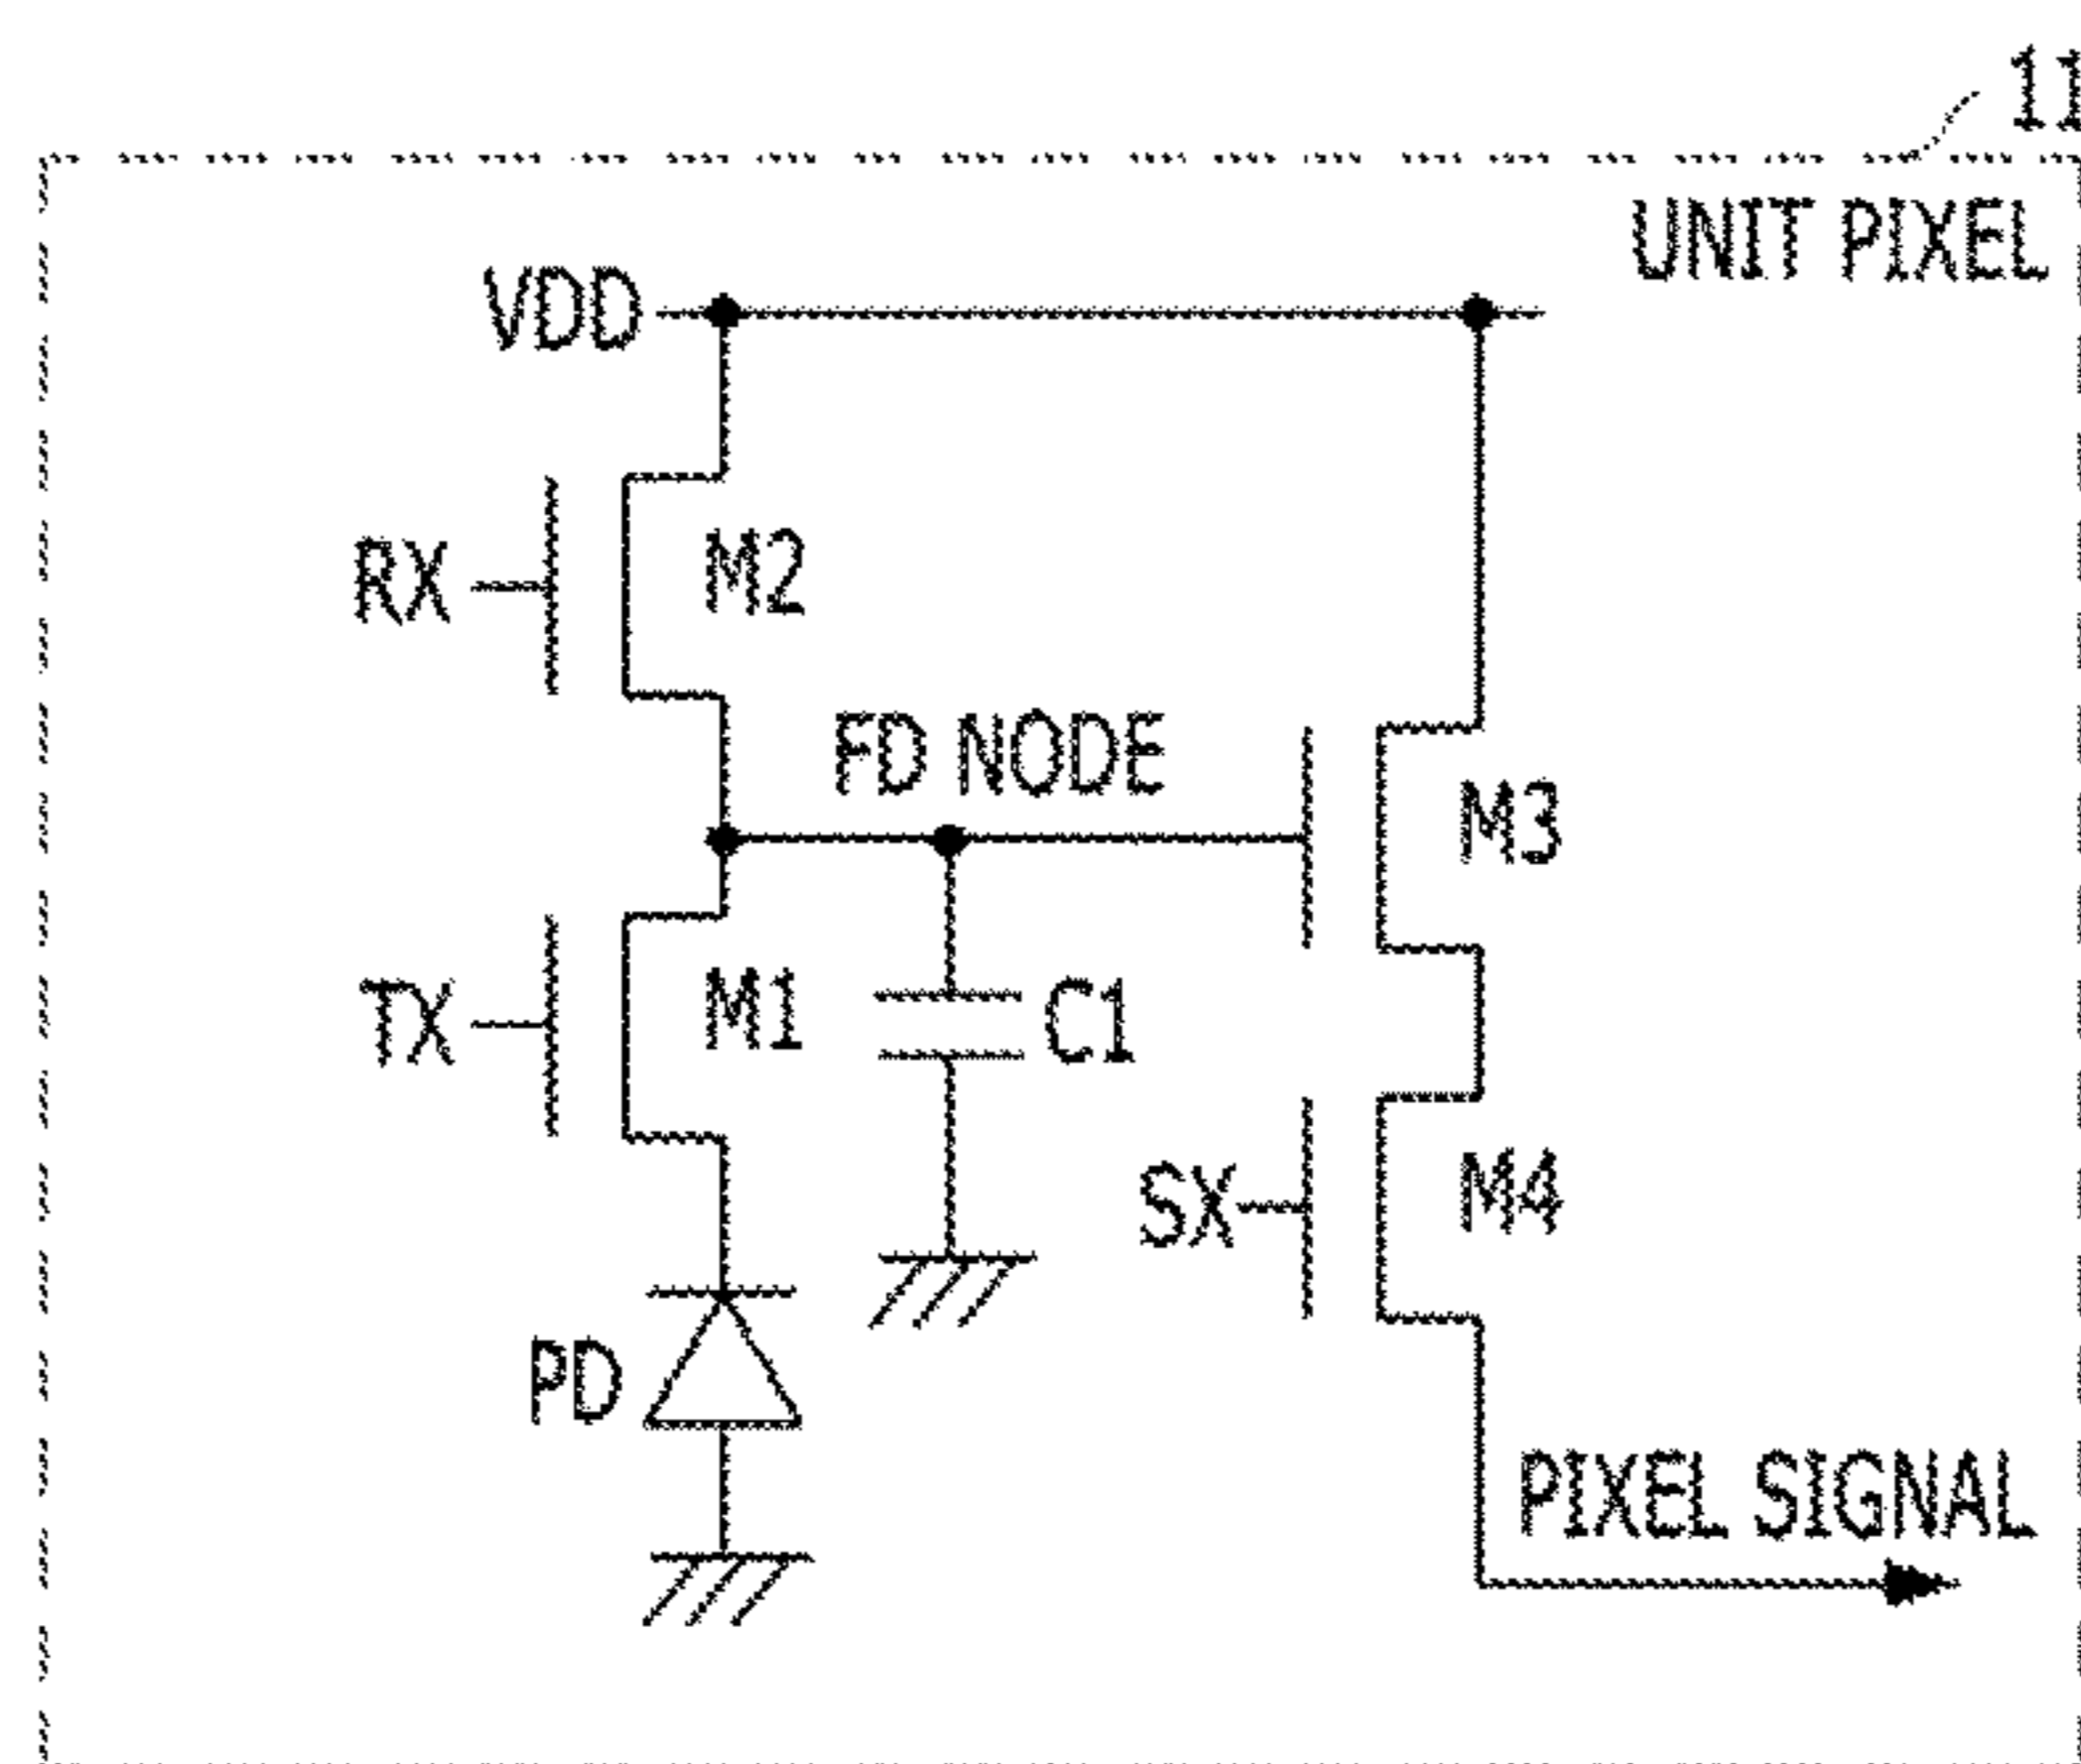 11
UNIT PIXEL
VDD
RX
M2
FD NODE
M3
TX
M1
C1
SX
M4
PD
PIXEL SIGNAL